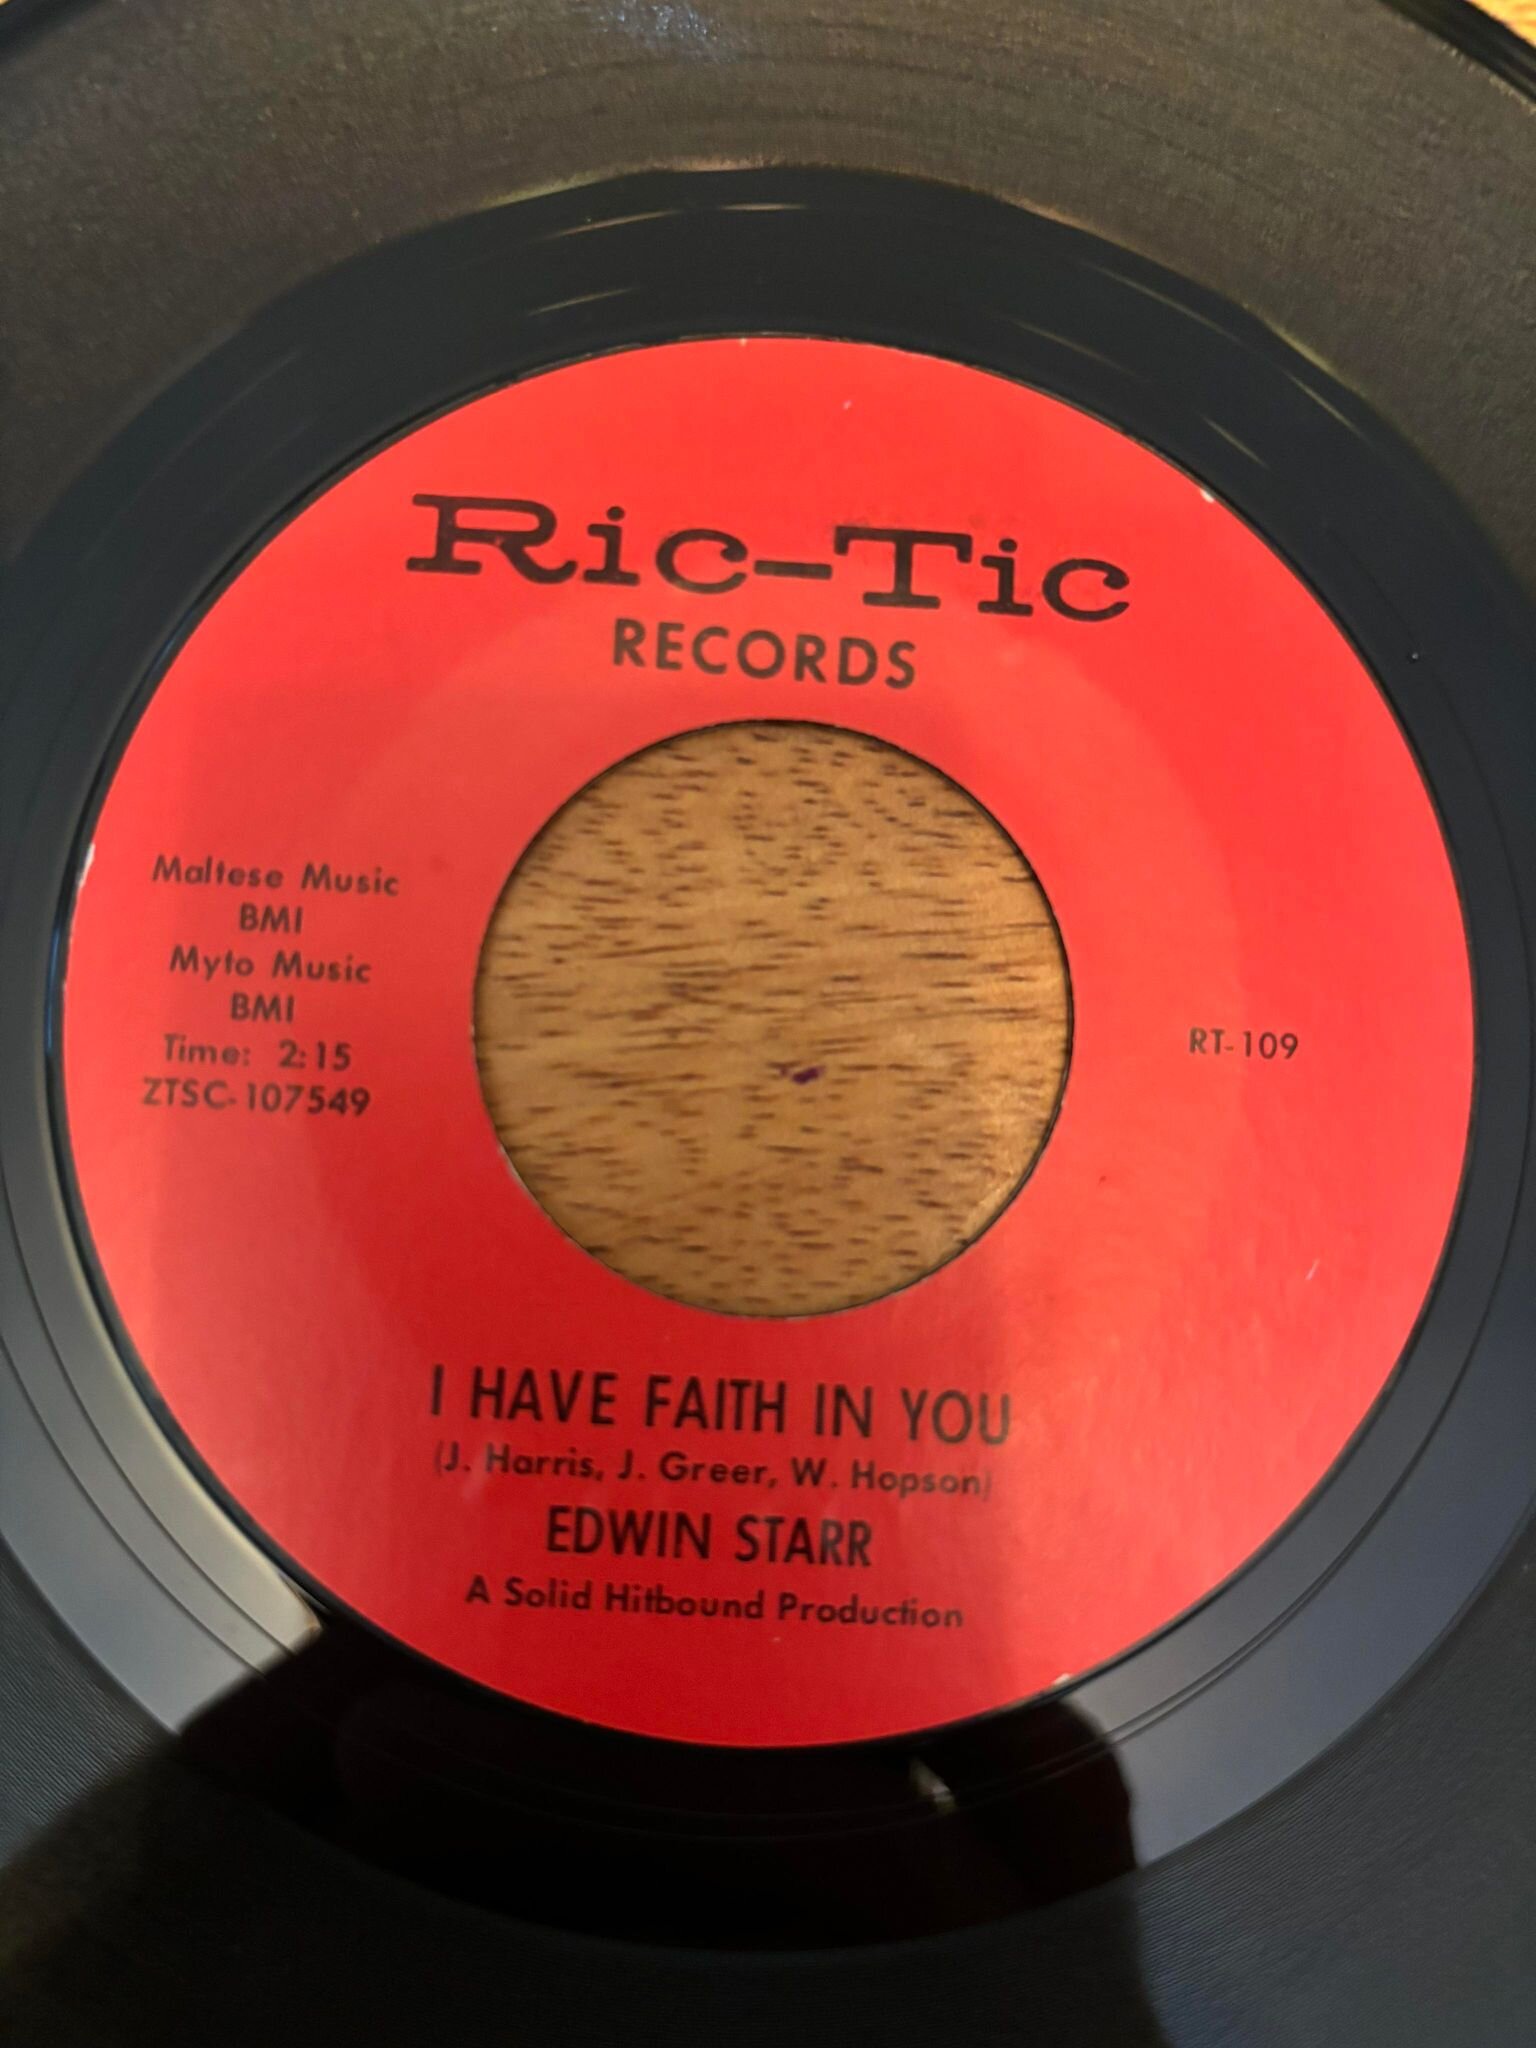 Ric-Tic
RECORDS
Maltese Music
BMI
Myto Music
BMI
Time: 2:15
ZTSC-107549
RT-109
I HAVE FAITH IN YOU
(J. Harris, J. Greer, W. Hopson)
EDWIN STARR
A Solid Hitbound Production